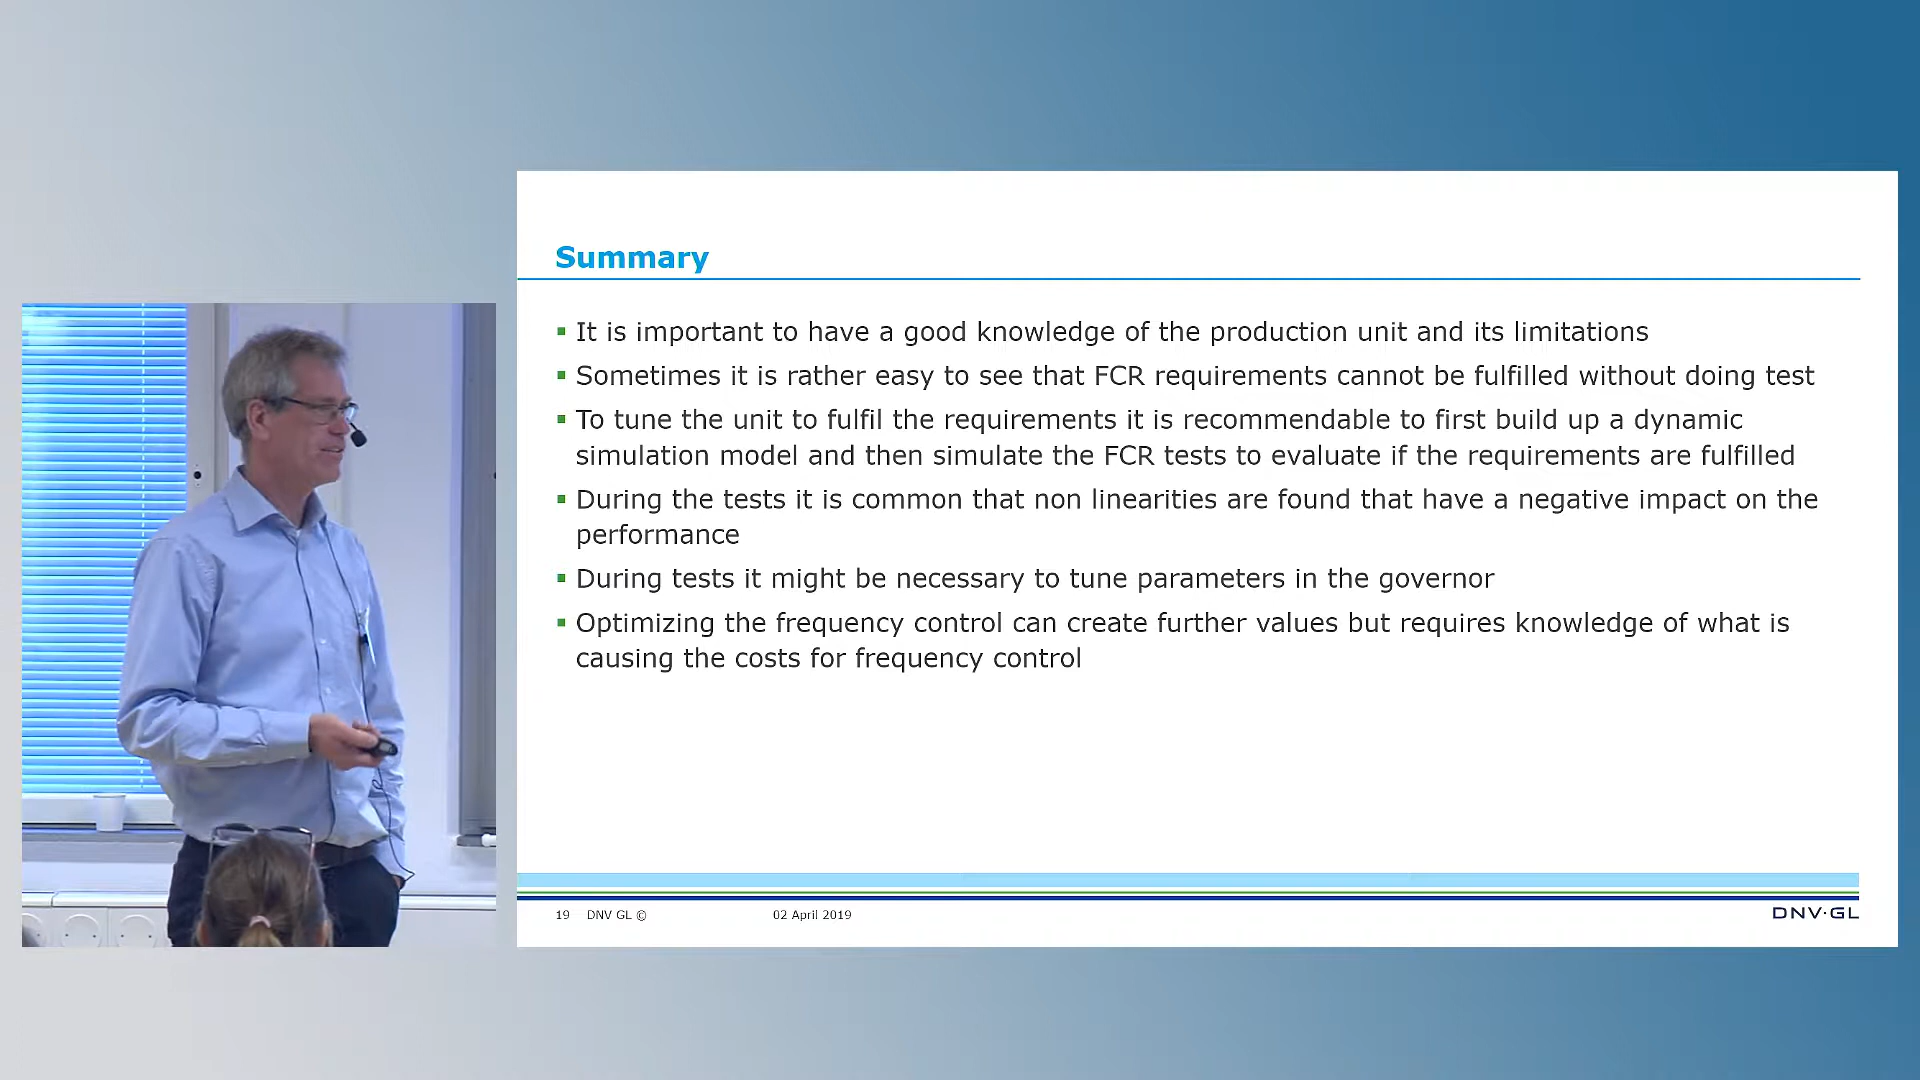 Summary
It is important to have a good knowledge of the production unit and its limitations
Sometimes it is rather easy to see that FCR requirements cannot be fulfilled without doing test
To tune the unit to fulfil the requirements it is recommendable to first build up a dynamic
simulation model and then simulate the FCR tests to evaluate if the requirements are fulfilled
During the tests it is common that non linearities are found that have a negative impact on the
performance
During tests it might be necessary to tune parameters in the governor
Optimizing the frequency control can create further values but requires knowledge of what is
causing the costs for frequency control
19 DNV GL © 02 April 2019 DNV·GL